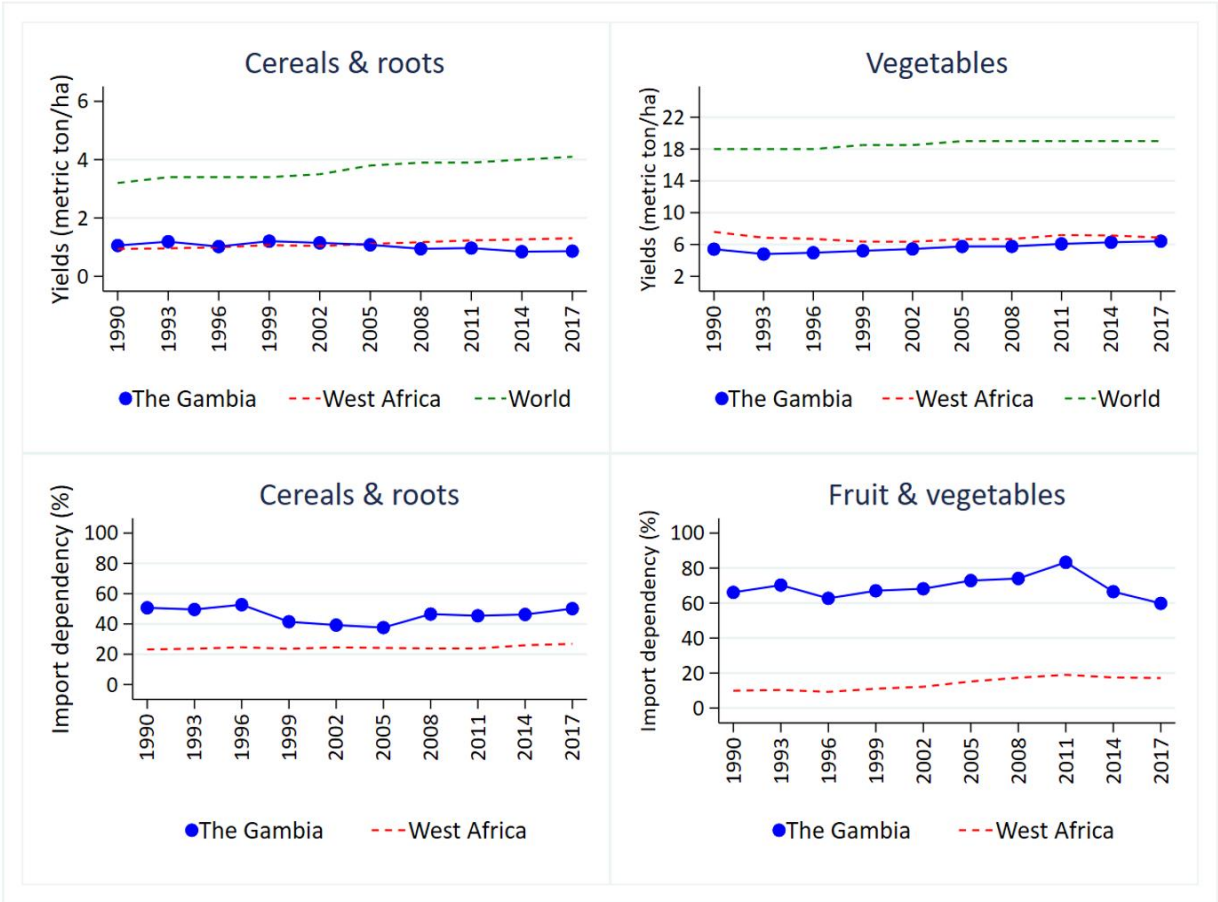 Cereals & roots
Yields (metric ton/ha)
6
4
2
0
1990 1993 1996 1999 2002 2005 2008 2011 2014 2017
The Gambia West Africa World
Vegetables
Yields (metric ton/ha)
22
18
14
10
6
2
1990 1993 1996 1999 2002 2005 2008 2011 2014 2017
The Gambia West Africa World
Cereals & roots
Import dependency (%)
100
80
60
40
20
0
1990 1993 1996 1999 2002 2005 2008 2011 2014 2017
The Gambia West Africa
Fruit & vegetables
Import dependency (%)
100
80
60
40
20
0
1990 1993 1996 1999 2002 2005 2008 2011 2014 2017
The Gambia West Africa